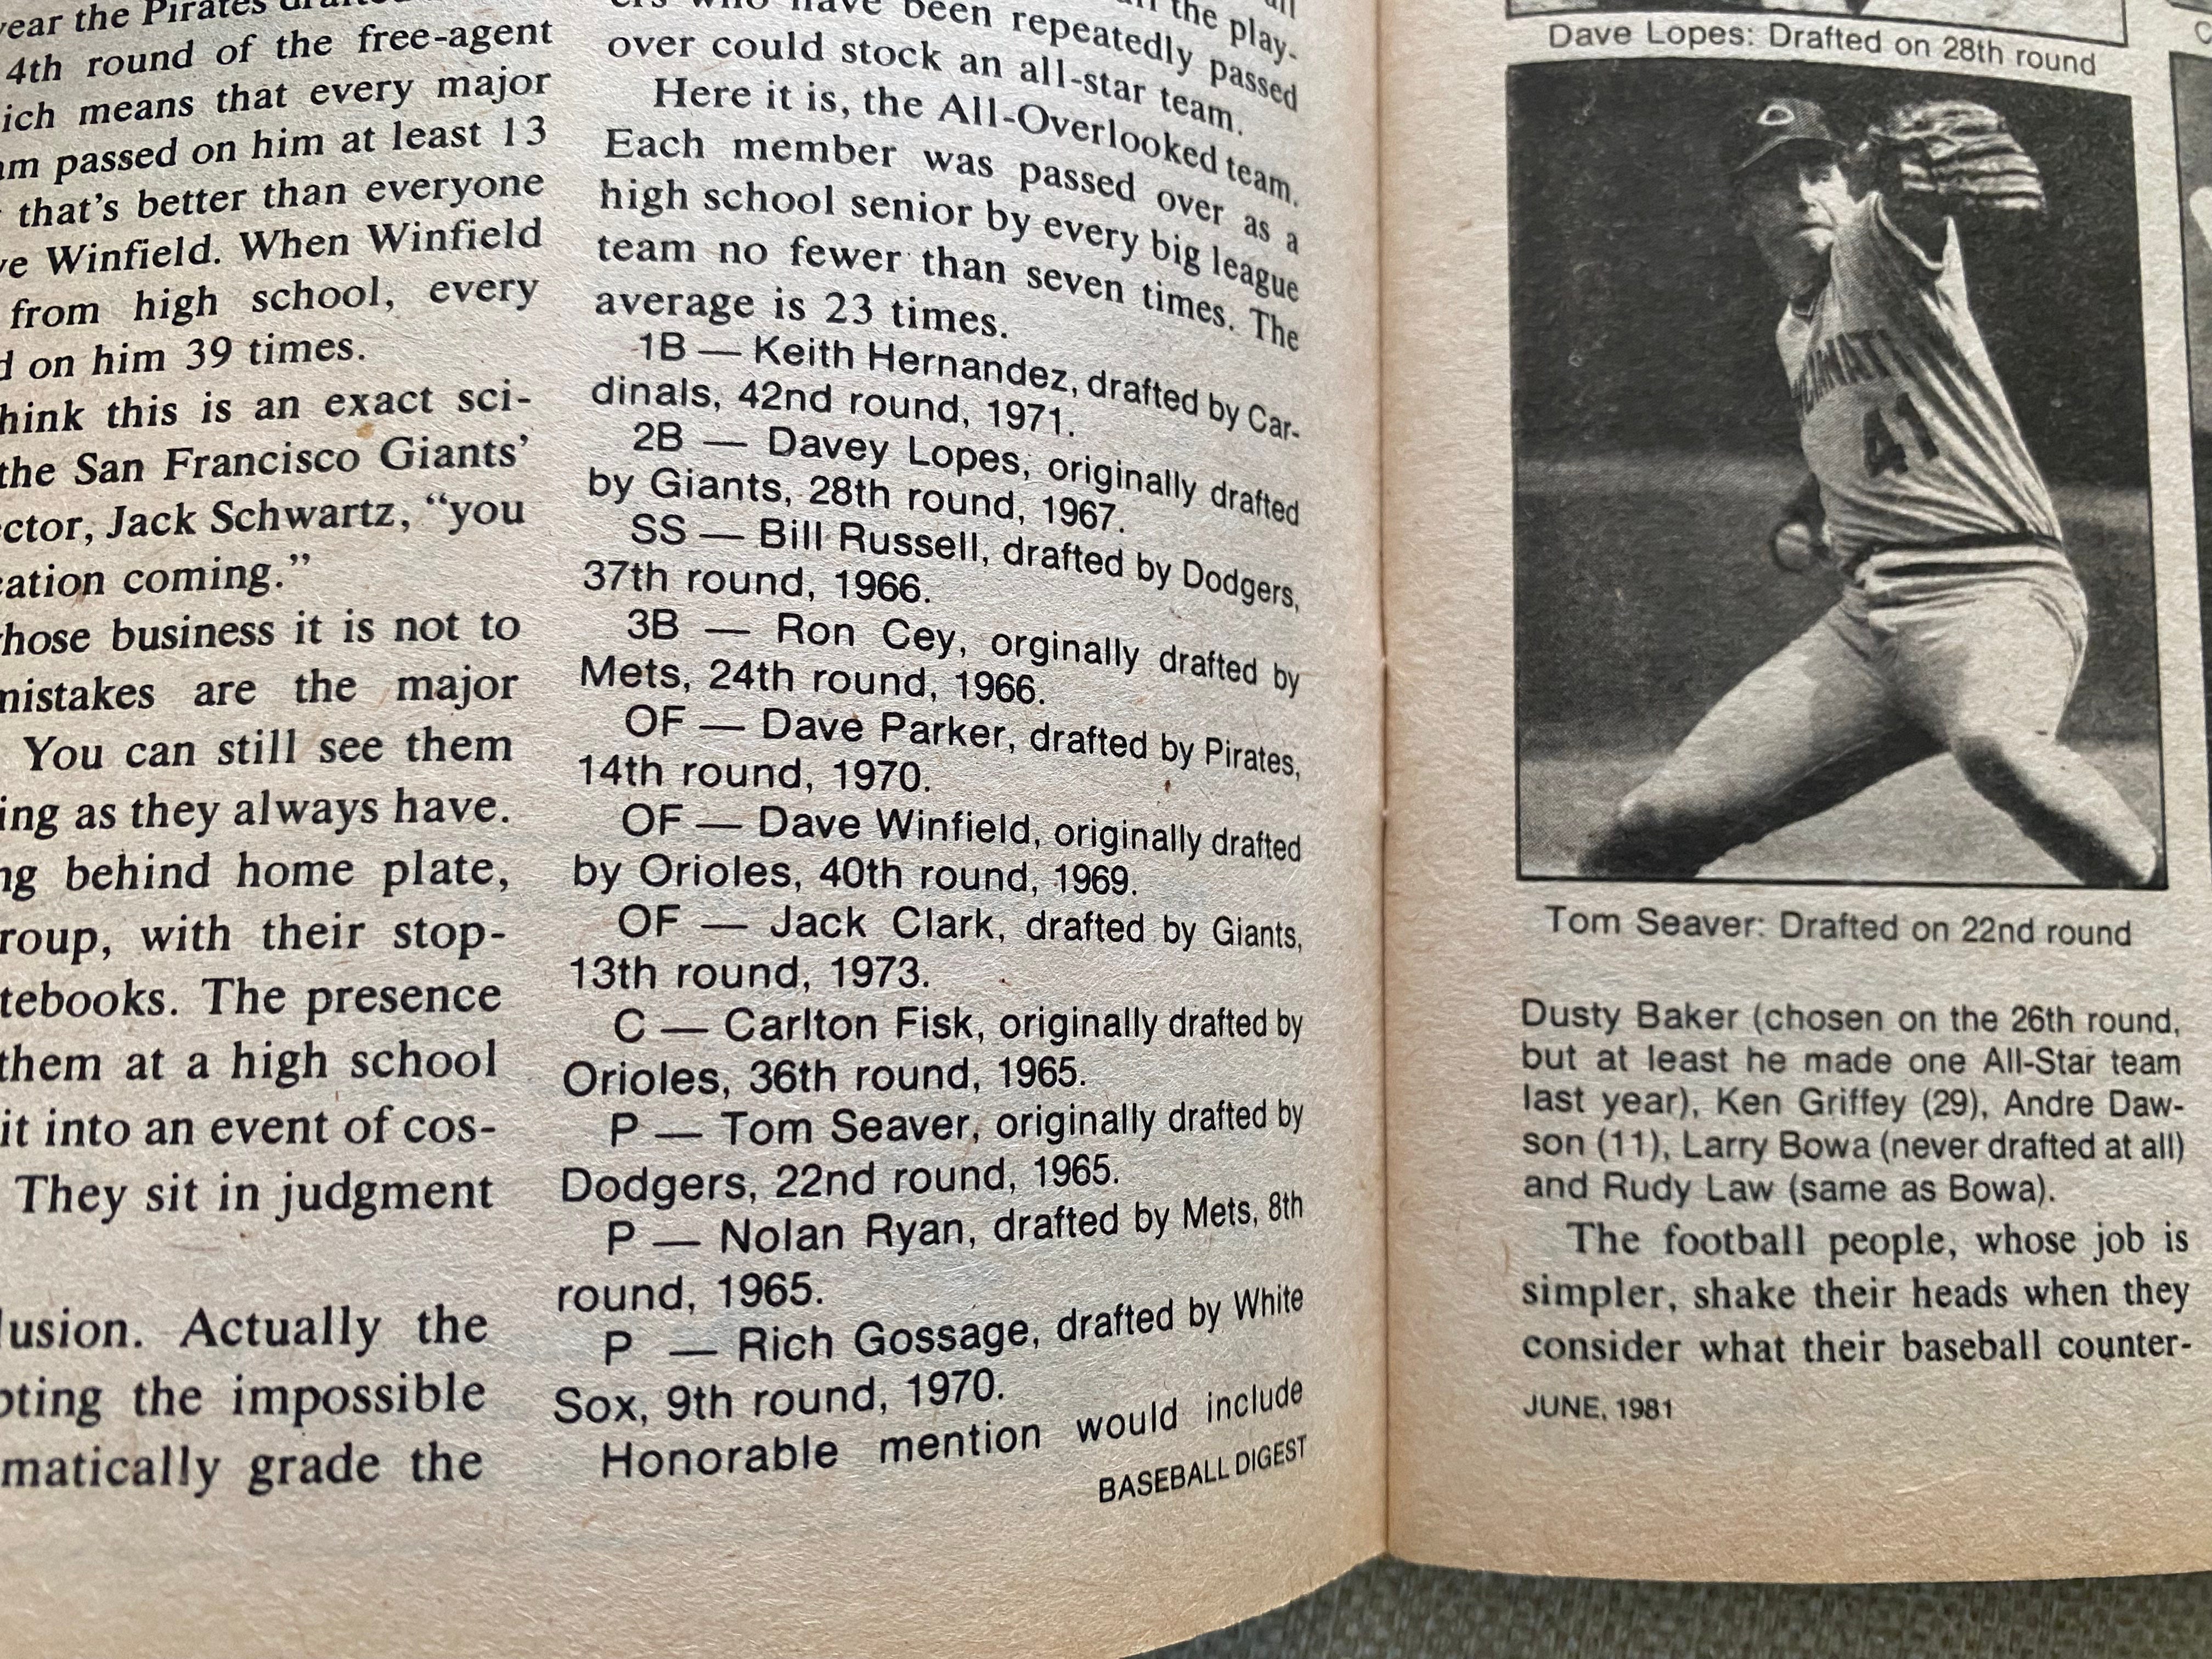 year the Pirates drafted
4th round of the free-agent
ich means that every major
am passed on him at least 13
that's better than everyone
ve Winfield. When Winfield
from high school, every
d on him 39 times.
hink this is an exact sci-
the San Francisco Giants'
ector, Jack Schwartz, “you
cation coming.”
whose business it is not to
mistakes are the major
You can still see them
ing as they always have.
ng behind home plate,
roup, with their stop-
tebooks. The presence
them at a high school
it into an event of cos-
They sit in judgment
lusion. Actually the
pting the impossible
matically grade the
the play-
ers who have been repeatedly passed
over could stock an all-star team.
Here it is, the All-Overlooked team.
Each member was passed over as a
high school senior by every big league
team no fewer than seven times. The
average is 23 times.
1B — Keith Hernandez, drafted by Car-
dinals, 42nd round, 1971.
2B — Davey Lopes, originally drafted
by Giants, 28th round, 1967.
SS — Bill Russell, drafted by Dodgers,
37th round, 1966.
3B — Ron Cey, orginally drafted by
Mets, 24th round, 1966.
OF — Dave Parker, drafted by Pirates,
14th round, 1970.
OF — Dave Winfield, originally drafted
by Orioles, 40th round, 1969.
OF — Jack Clark, drafted by Giants,
13th round, 1973.
C — Carlton Fisk, originally drafted by
Orioles, 36th round, 1965.
P — Tom Seaver, originally drafted by
Dodgers, 22nd round, 1965.
P — Nolan Ryan, drafted by Mets, 8th
round, 1965.
P — Rich Gossage, drafted by White
Sox, 9th round, 1970.
Honorable mention would include
BASEBALL DIGEST
Dave Lopes: Drafted on 28th round
CINCINNATI
41
Tom Seaver: Drafted on 22nd round
Dusty Baker (chosen on the 26th round,
but at least he made one All-Star team
last year), Ken Griffey (29), Andre Daw-
son (11), Larry Bowa (never drafted at all)
and Rudy Law (same as Bowa).
The football people, whose job is
simpler, shake their heads when they
consider what their baseball counter-
JUNE, 1981